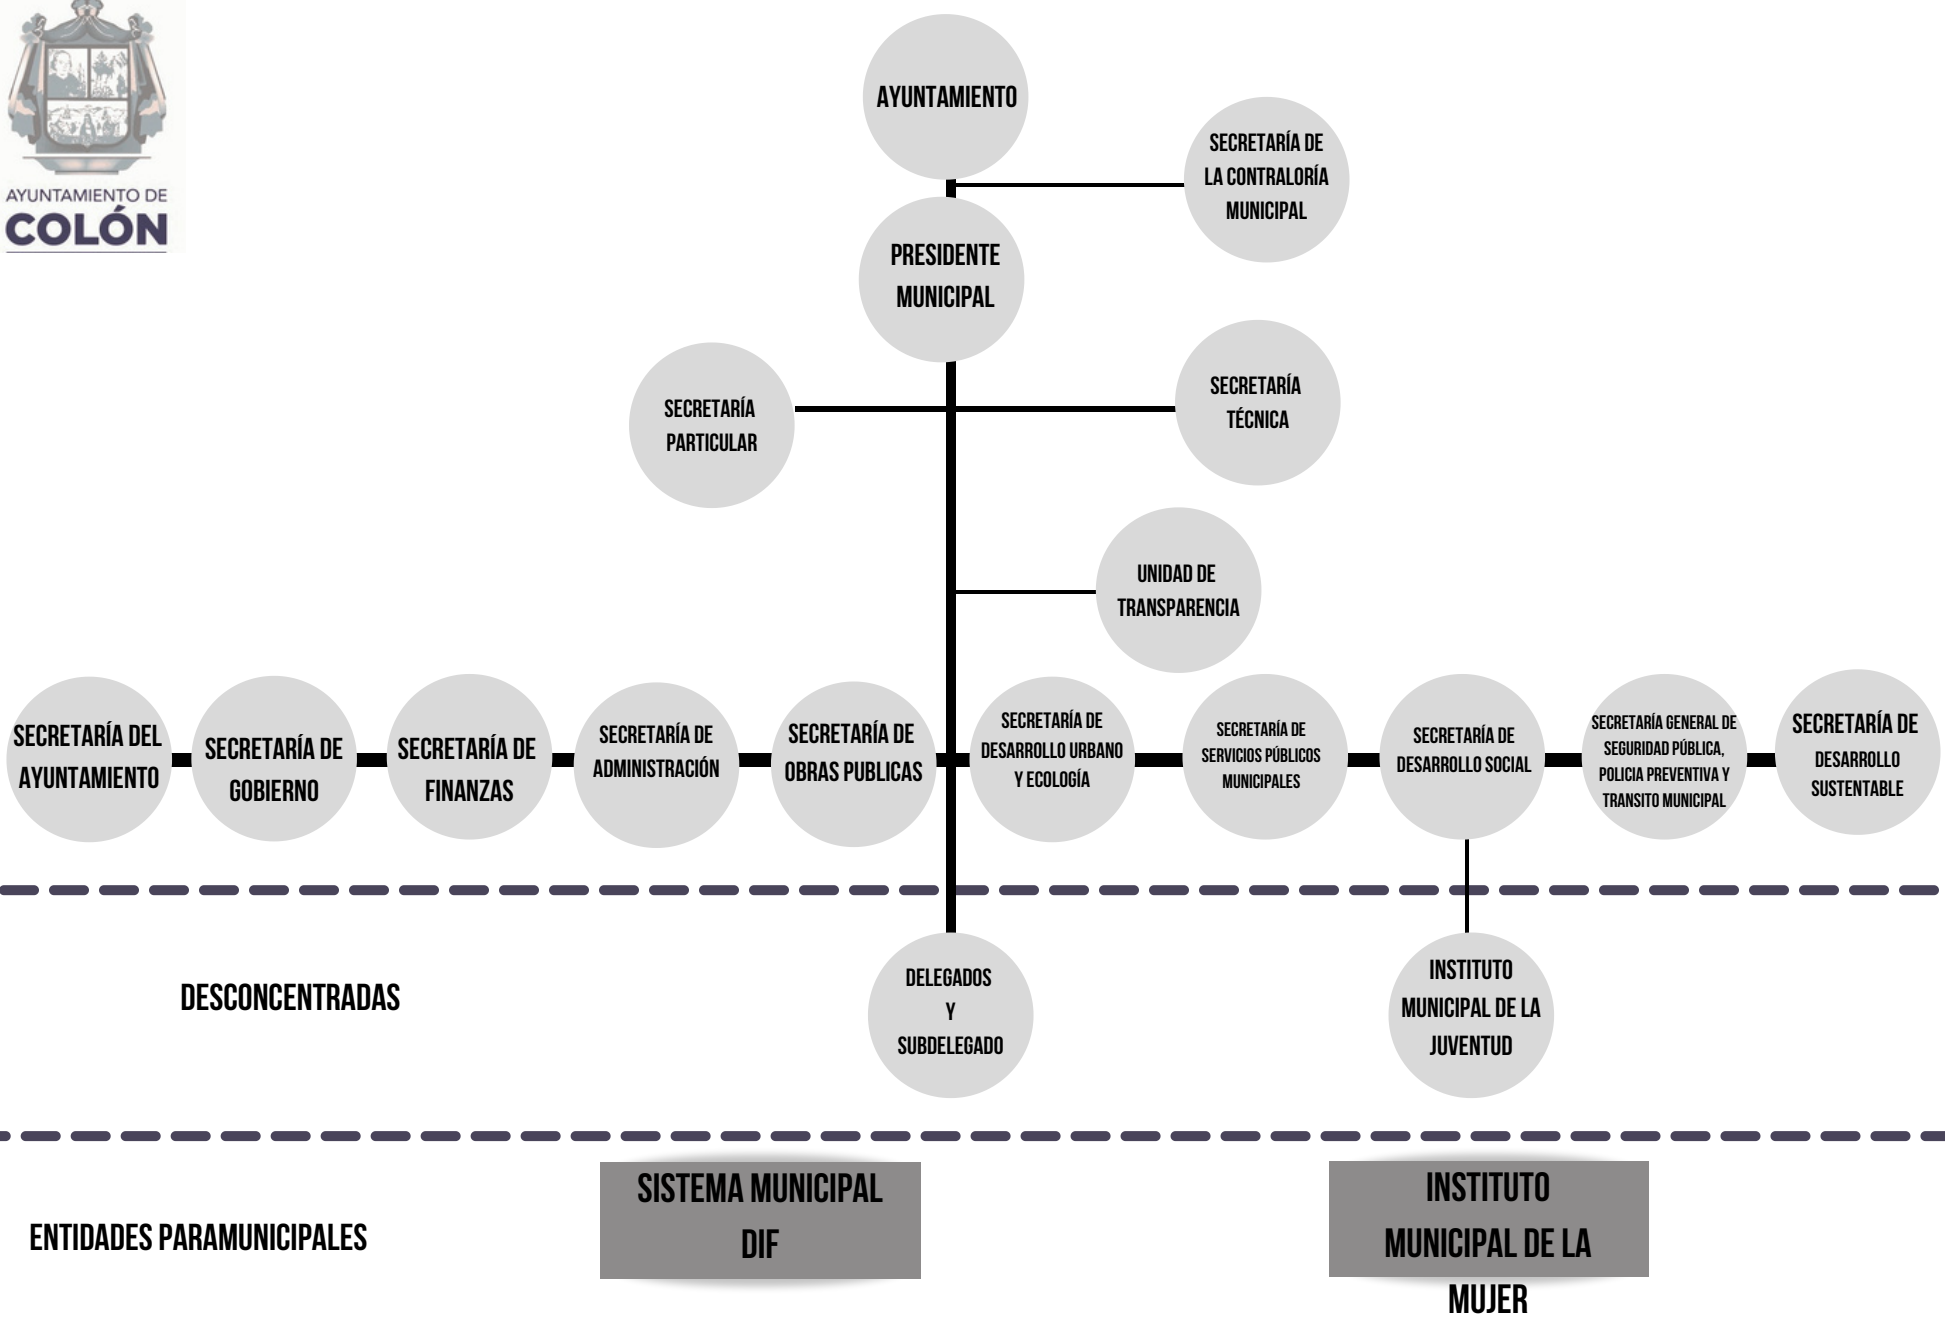 AYUNTAMIENTO DE
COLÓN
AYUNTAMIENTO
SECRETARÍA DE
LA CONTRALORÍA
MUNICIPAL
PRESIDENTE
MUNICIPAL
SECRETARÍA
PARTICULAR
SECRETARÍA
TÉCNICA
UNIDAD DE
TRANSPARENCIA
SECRETARÍA DEL
AYUNTAMIENTO
SECRETARÍA DE
GOBIERNO
SECRETARÍA DE
FINANZAS
SECRETARÍA DE
ADMINISTRACIÓN
SECRETARÍA DE
OBRAS PUBLICAS
SECRETARÍA DE
DESARROLLO URBANO
Y ECOLOGÍA
SECRETARÍA DE
SERVICIOS PÚBLICOS
MUNICIPALES
SECRETARÍA DE
DESARROLLO SOCIAL
SECRETARÍA GENERAL DE
SEGURIDAD PÚBLICA,
POLICIA PREVENTIVA Y
TRANSITO MUNICIPAL
SECRETARÍA DE
DESARROLLO
SUSTENTABLE
DESCONCENTRADAS
DELEGADOS
Y
SUBDELEGADO
INSTITUTO
MUNICIPAL DE LA
JUVENTUD
ENTIDADES PARAMUNICIPALES
SISTEMA MUNICIPAL
DIF
INSTITUTO
MUNICIPAL DE LA
MUJER